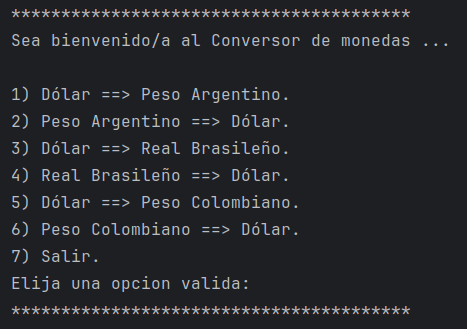 ****************************************
Sea bienvenido/a al Conversor de monedas ...
1) Dólar ==> Peso Argentino.
2) Peso Argentino ==> Dólar.
3) Dólar ==> Real Brasileño.
4) Real Brasileño ==> Dólar.
5) Dólar ==> Peso Colombiano.
6) Peso Colombiano ==> Dólar.
7) Salir.
Elija una opcion valida:
****************************************